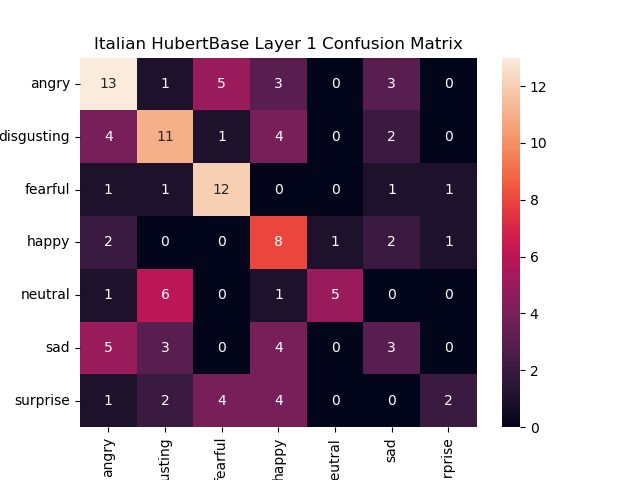 Italian HubertBase Layer 1 Confusion Matrix
angry 13 1 5 3 0 3 0
disgusting 4 11 1 4 0 2 0
fearful 1 1 12 0 0 1 1
happy 2 0 0 8 1 2 1
neutral 1 6 0 1 5 0 0
sad 5 3 0 4 0 3 0
surprise 1 2 4 4 0 0 2
angry usting fearful happy eutral sad rprise
12
10
8
6
4
2
0